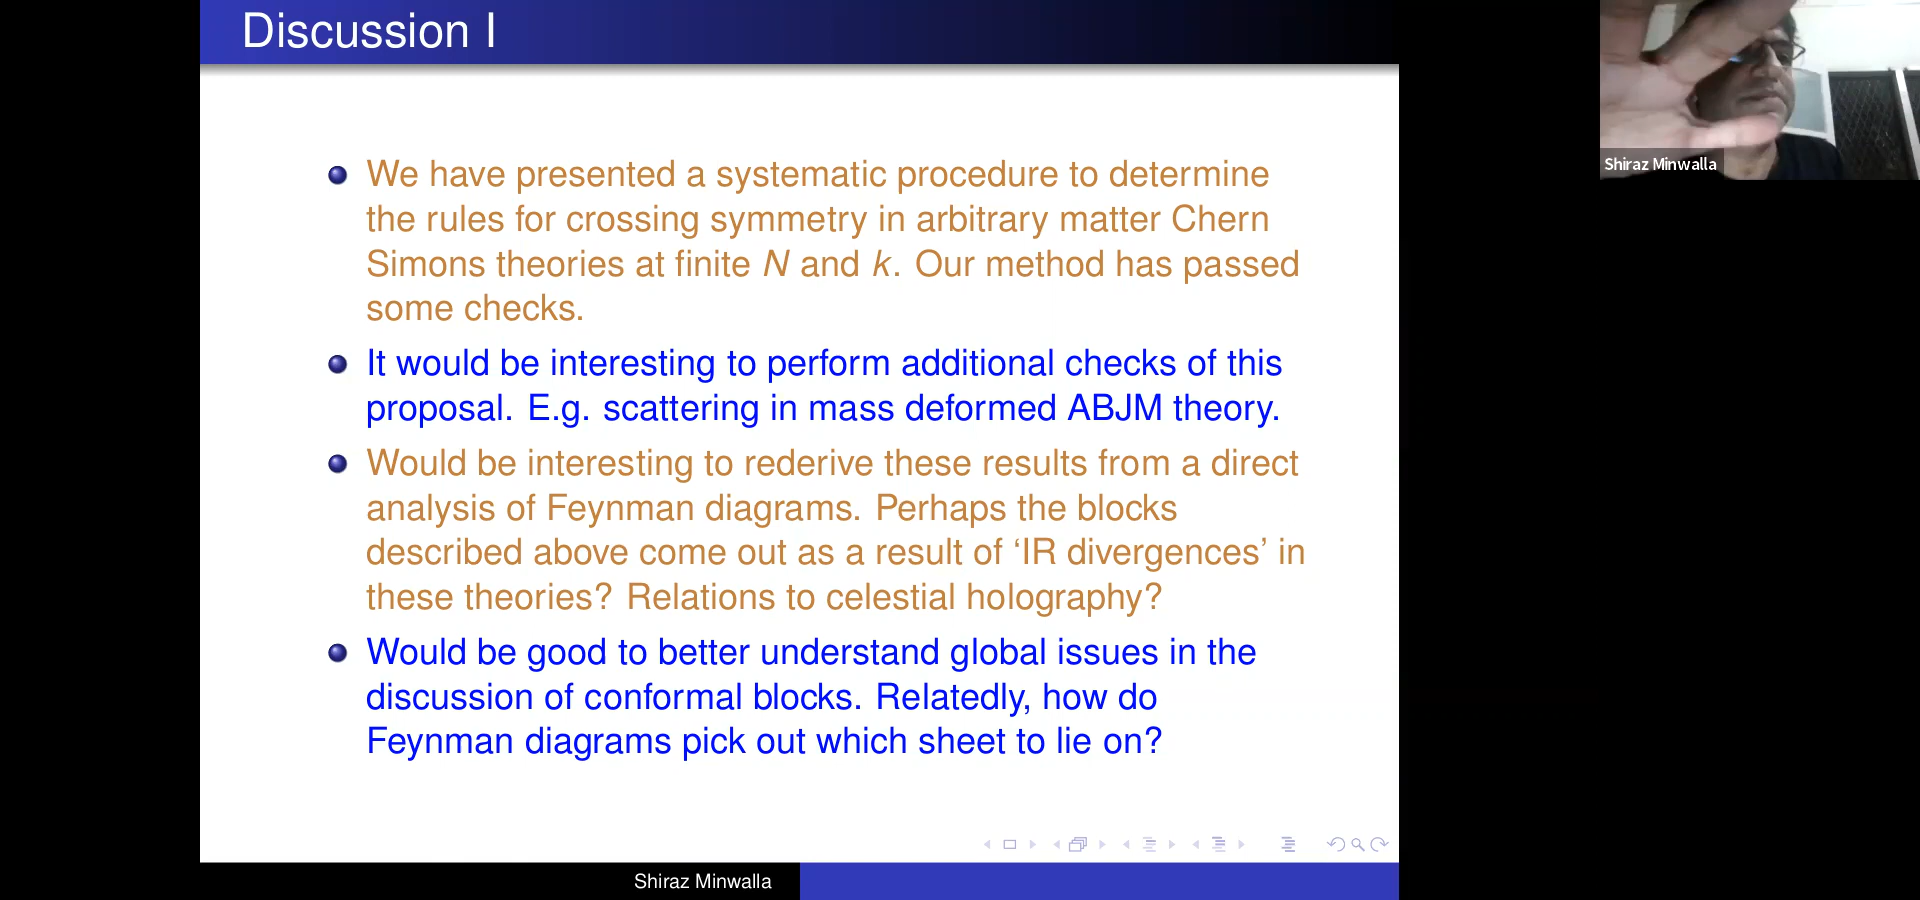 Discussion I
We have presented a systematic procedure to determine
the rules for crossing symmetry in arbitrary matter Chern
Simons theories at finite N and k. Our method has passed
some checks.
It would be interesting to perform additional checks of this
proposal. E.g. scattering in mass deformed ABJM theory.
Would be interesting to rederive these results from a direct
analysis of Feynman diagrams. Perhaps the blocks
described above come out as a result of ‘IR divergences’ in
these theories? Relations to celestial holography?
Would be good to better understand global issues in the
discussion of conformal blocks. Relatedly, how do
Feynman diagrams pick out which sheet to lie on?
Shiraz Minwalla
Shiraz Minwalla